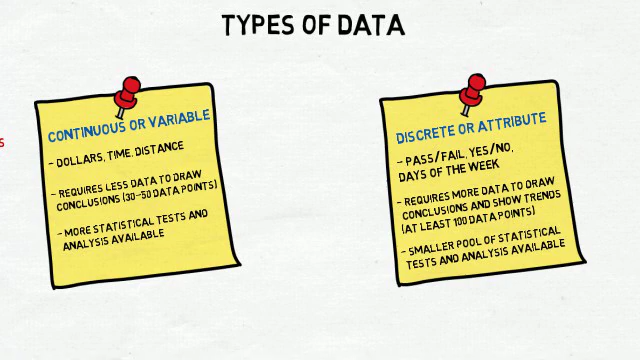 TYPES OF DATA
S
CONTINUOUS OR VARIABLE
- DOLLARS, TIME, DISTANCE
- REQUIRES LESS DATA TO DRAW
CONCLUSIONS (30-50 DATA POINTS)
- MORE STATISTICAL TESTS AND
ANALYSIS AVAILABLE
DISCRETE OR ATTRIBUTE
- PASS/FAIL, YES/NO,
DAYS OF THE WEEK
- REQUIRES MORE DATA TO DRAW
CONCLUSIONS AND SHOW TRENDS
(AT LEAST 100 DATA POINTS)
- SMALLER POOL OF STATISTICAL
TESTS AND ANALYSIS AVAILABLE